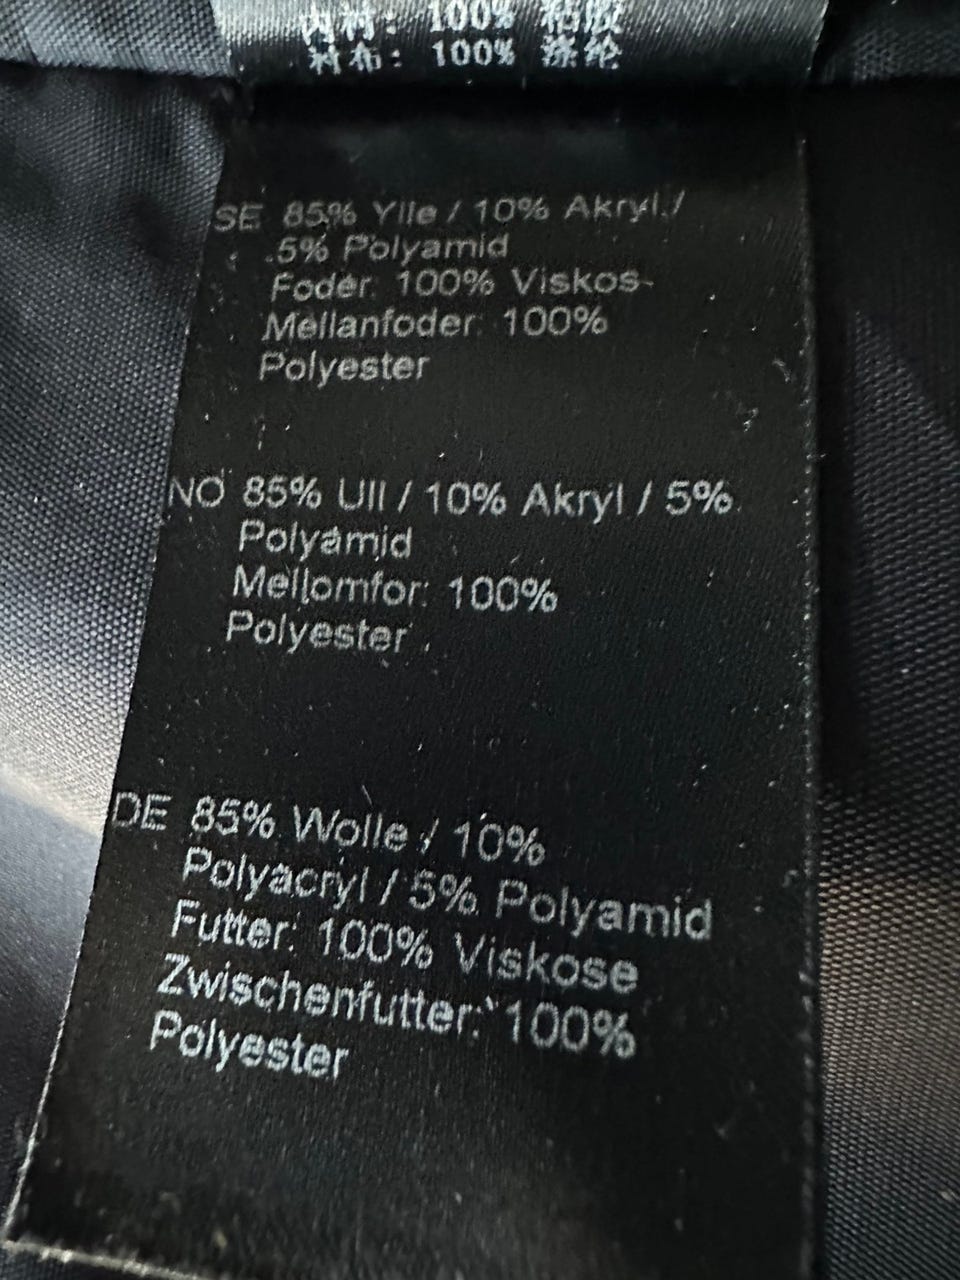 内衬: 100% 粘胶
衬布: 100% 涤纶
SE 85% Ylle / 10% Akryl /
5% Polyamid
Foder: 100% Viskos
Mellanfoder: 100%
Polyester
NO 85% Ull / 10% Akryl / 5%
Polyamid
Mellomfor: 100%
Polyester
DE 85% Wolle / 10%
Polyacryl / 5% Polyamid
Futter: 100% Viskose
Zwischenfutter: 100%
Polyester